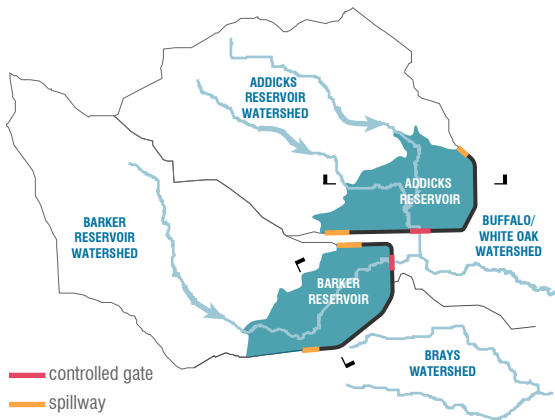 ADDICKS
RESERVOIR
WATERSHED
ADDICKS
RESERVOIR
BUFFALO/
WHITE OAK
WATERSHED
BARKER
RESERVOIR
WATERSHED
BARKER
RESERVOIR
BRAYS
WATERSHED
controlled gate
spillway